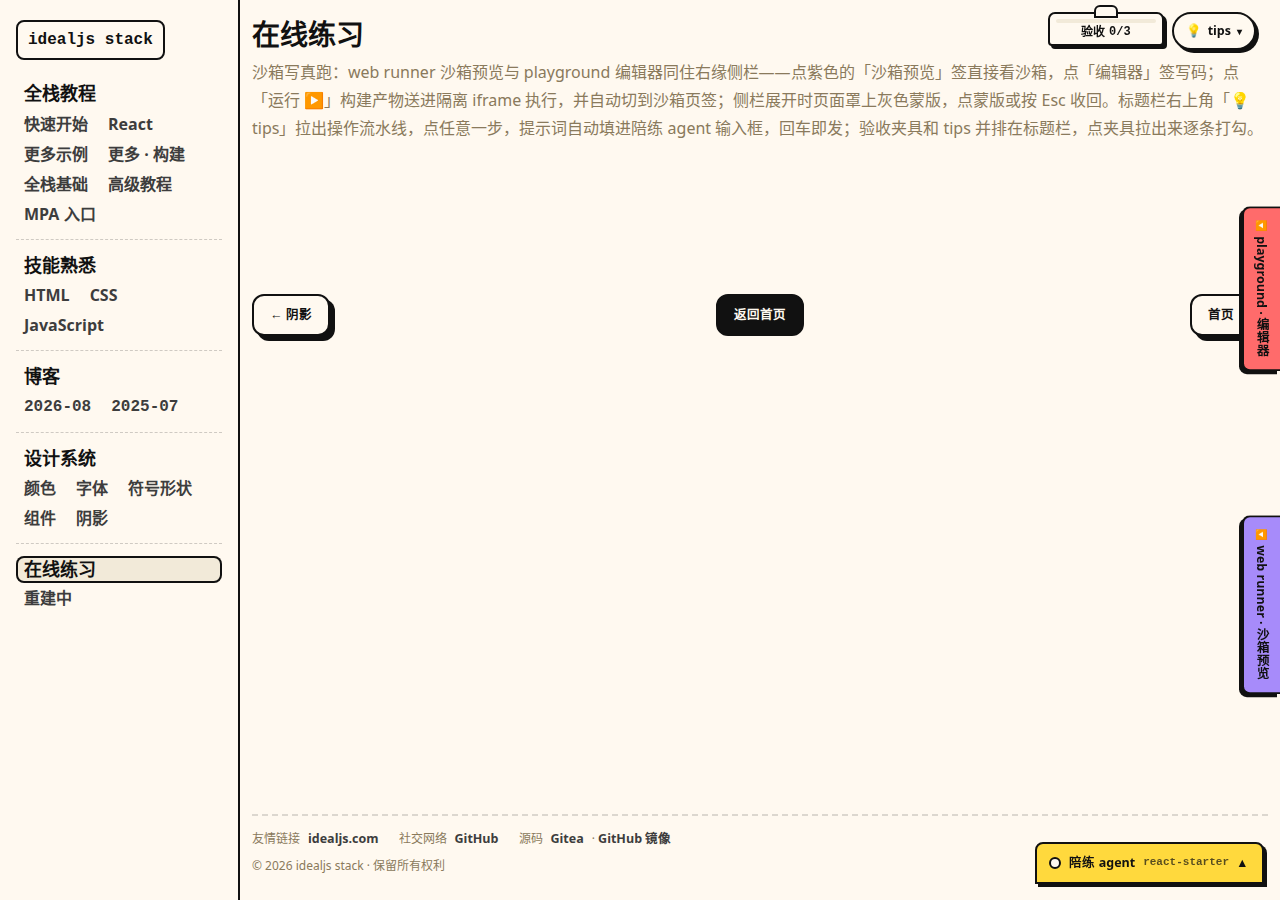 idealjs stack
全栈教程
快速开始 React
更多示例 更多 · 构建
全栈基础 高级教程
MPA 入口
技能熟悉
HTML CSS
JavaScript
博客
2026-08 2025-07
设计系统
颜色 字体 符号形状
组件 阴影
在线练习
重建中
在线练习
验收 0/3
💡 tips ▾
沙箱写真跑：web runner 沙箱预览与 playground 编辑器同住右缘侧栏——点紫色的「沙箱预览」签直接看沙箱，点「编辑器」签写码；点
「运行 ▶️」构建产物送进隔离 iframe 执行，并自动切到沙箱页签；侧栏展开时页面罩上灰色蒙版，点蒙版或按 Esc 收回。标题栏右上角「💡
tips」拉出操作流水线，点任意一步，提示词自动填进陪练 agent 输入框，回车即发；验收夹具和 tips 并排在标题栏，点夹具拉出来逐条打勾。
← 阴影
返回首页
首页
◀️ playground · 编辑器
◀️ web runner · 沙箱预览
友情链接 idealjs.com 社交网络 GitHub 源码 Gitea · GitHub 镜像
© 2026 idealjs stack · 保留所有权利
陪练 agent react-starter ▲